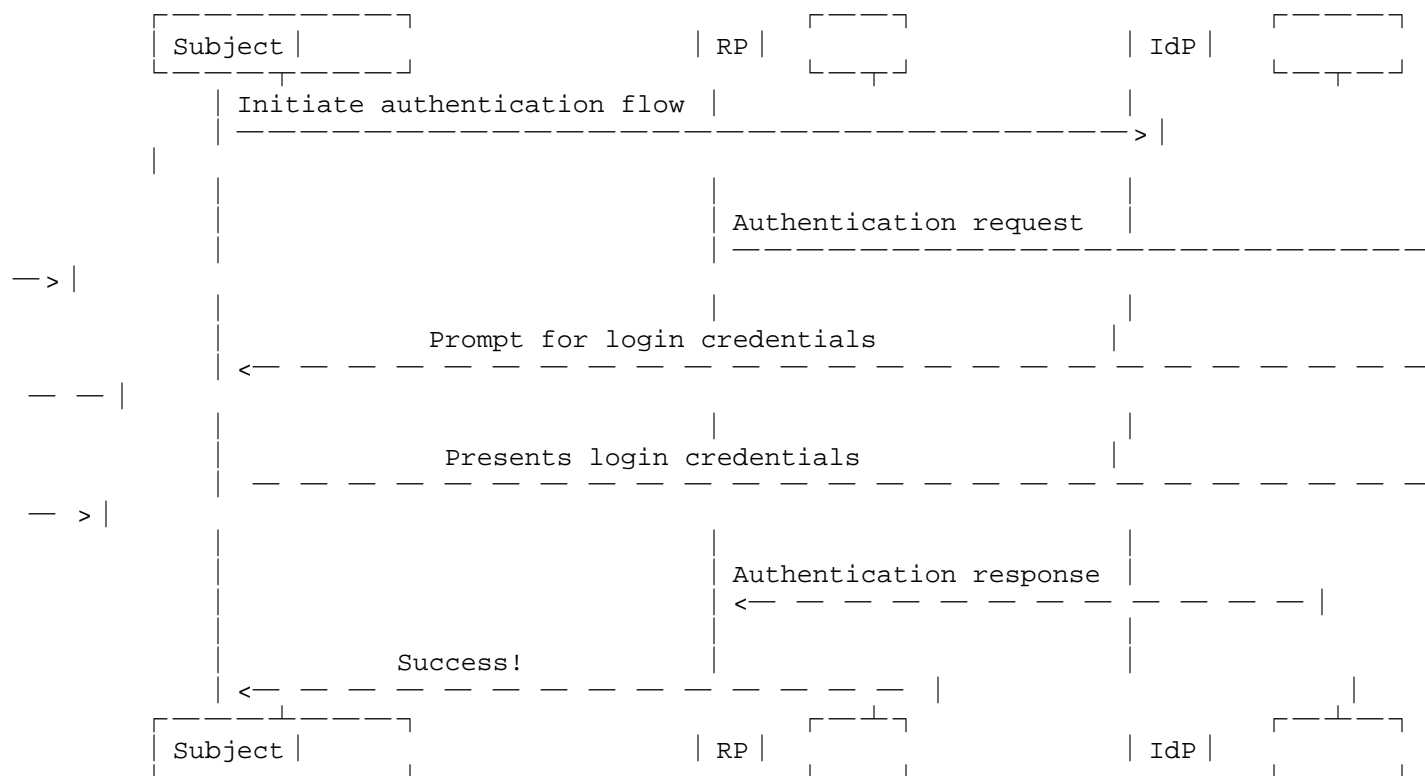 Subject RP IdP
Initiate authentication flow
Authentication request
Prompt for login credentials
Presents login credentials
Authentication response
Success!
Subject RP IdP